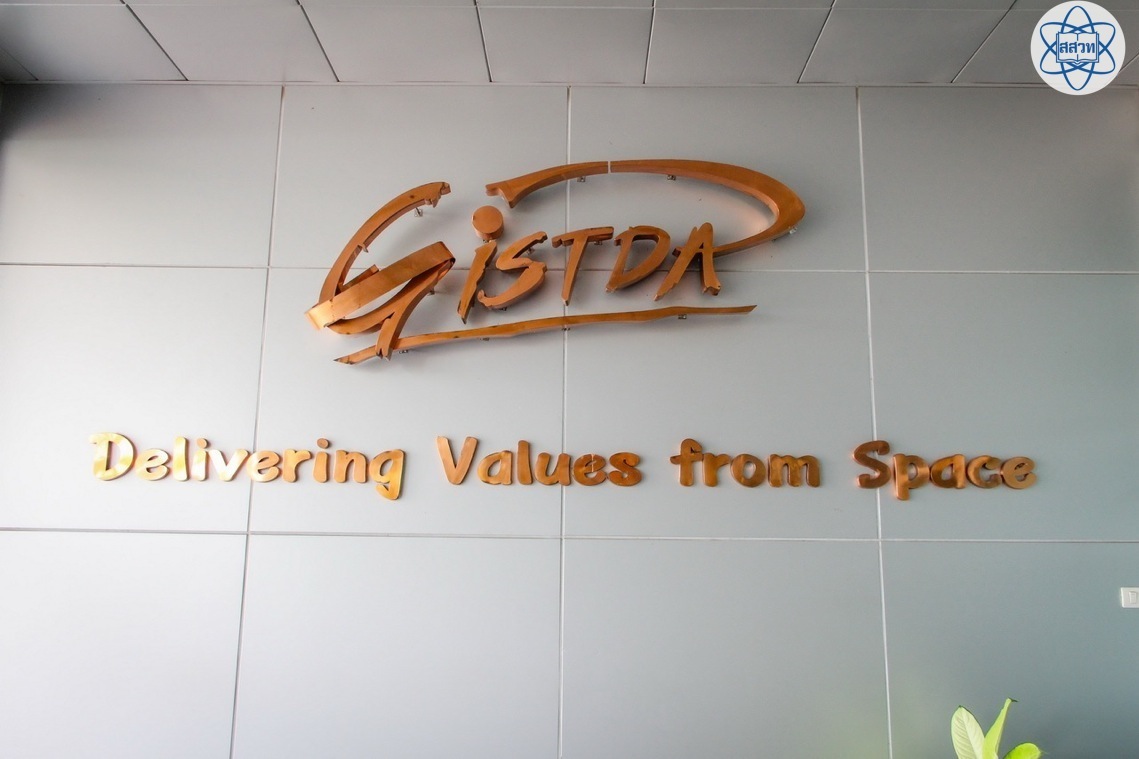 สสวท
GiSTDA
Delivering Values from Space